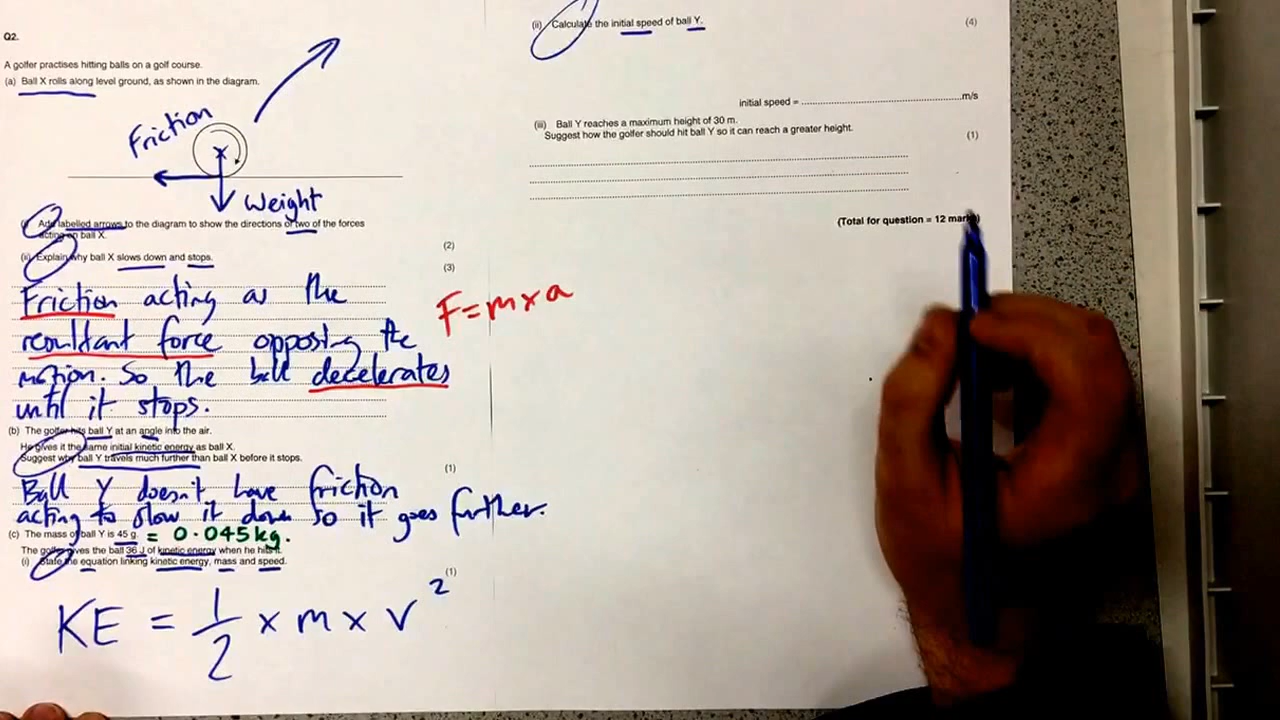 Q2.
A golfer practises hitting balls on a golf course.
(a) Ball X rolls along level ground, as shown in the diagram.
Friction
x
Weight
(i) Add labelled arrows to the diagram to show the directions of two of the forces
acting on ball X.
(2)
(ii) Explain why ball X slows down and stops.
(3)
Friction acting as the
resultant force opposing the
motion. So the ball decelerates
until it stops.
F=mxa
(b) The golfer hits ball Y at an angle into the air.
He gives it the same initial kinetic energy as ball X.
Suggest why ball Y travels much further than ball X before it stops.
(1)
Ball Y doesn't have friction
acting to slow it down so it goes further.
(c) The mass of ball Y is 45 g. = 0.045kg.
The golfer gives the ball 36 J of kinetic energy when he hits it.
(i) State the equation linking kinetic energy, mass and speed.
(1)
KE = 1/2 x m x v²
(ii) Calculate the initial speed of ball Y.
(4)
initial speed = ........................................................m/s
(iii) Ball Y reaches a maximum height of 30 m.
Suggest how the golfer should hit ball Y so it can reach a greater height.
(1)
(Total for question = 12 marks)